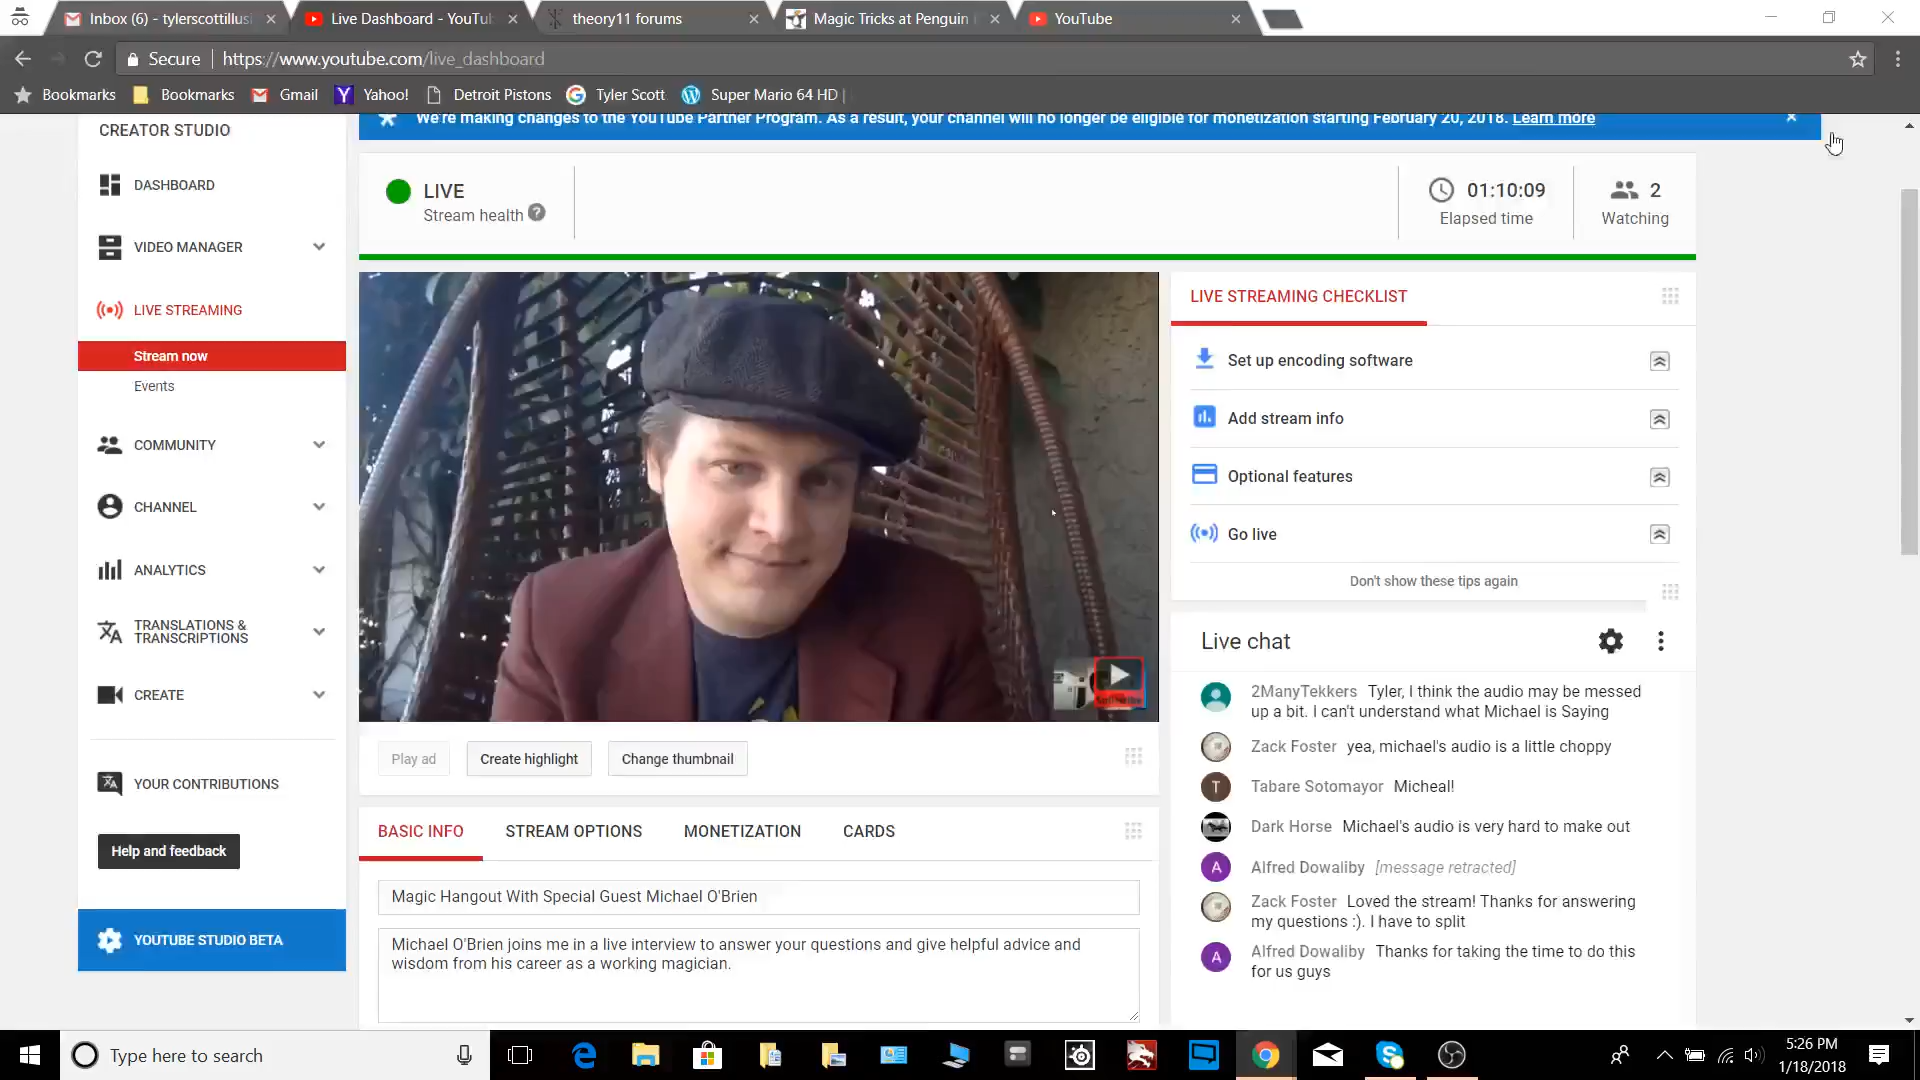 Inbox (6) - tylerscottillus
Live Dashboard - YouTu
theory11 forums
Magic Tricks at Penguin
YouTube
Secure
https://www.youtube.com/live_dashboard
Bookmarks
Bookmarks
Gmail
Yahoo!
Detroit Pistons
Tyler Scott
Super Mario 64 HD |
CREATOR STUDIO
We're making changes to the YouTube Partner Program. As a result, your channel will no longer be eligible for monetization starting February 20, 2018. Learn more
DASHBOARD
VIDEO MANAGER
LIVE STREAMING
Stream now
Events
COMMUNITY
CHANNEL
ANALYTICS
TRANSLATIONS &
TRANSCRIPTIONS
CREATE
YOUR CONTRIBUTIONS
Help and feedback
YOUTUBE STUDIO BETA
LIVE
Stream health
01:10:09
Elapsed time
2
Watching
Play ad
Create highlight
Change thumbnail
BASIC INFO
STREAM OPTIONS
MONETIZATION
CARDS
Magic Hangout With Special Guest Michael O'Brien
Michael O'Brien joins me in a live interview to answer your questions and give helpful advice and
wisdom from his career as a working magician.
LIVE STREAMING CHECKLIST
Set up encoding software
Add stream info
Optional features
Go live
Don't show these tips again
Live chat
2ManyTekkers Tyler, I think the audio may be messed
up a bit. I can't understand what Michael is Saying
Zack Foster yea, michael's audio is a little choppy
T
Tabare Sotomayor Micheal!
Dark Horse Michael's audio is very hard to make out
A
Alfred Dowaliby [message retracted]
Zack Foster Loved the stream! Thanks for answering
my questions :). I have to split
A
Alfred Dowaliby Thanks for taking the time to do this
for us guys
Type here to search
5:26 PM
1/18/2018